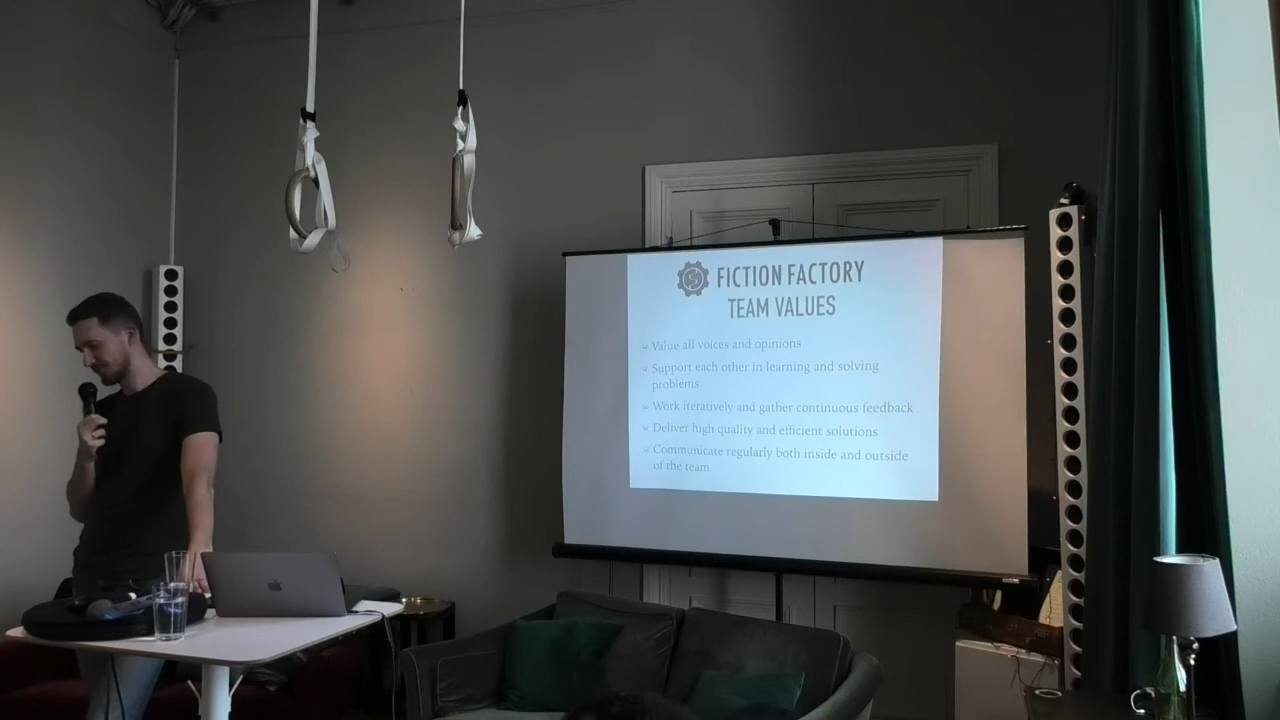 FICTION FACTORY
TEAM VALUES
Value all voices and opinions
Support each other in learning and solving
problems
Work iteratively and gather continuous feedback
Deliver high quality and efficient solutions
Communicate regularly both inside and outside
of the team